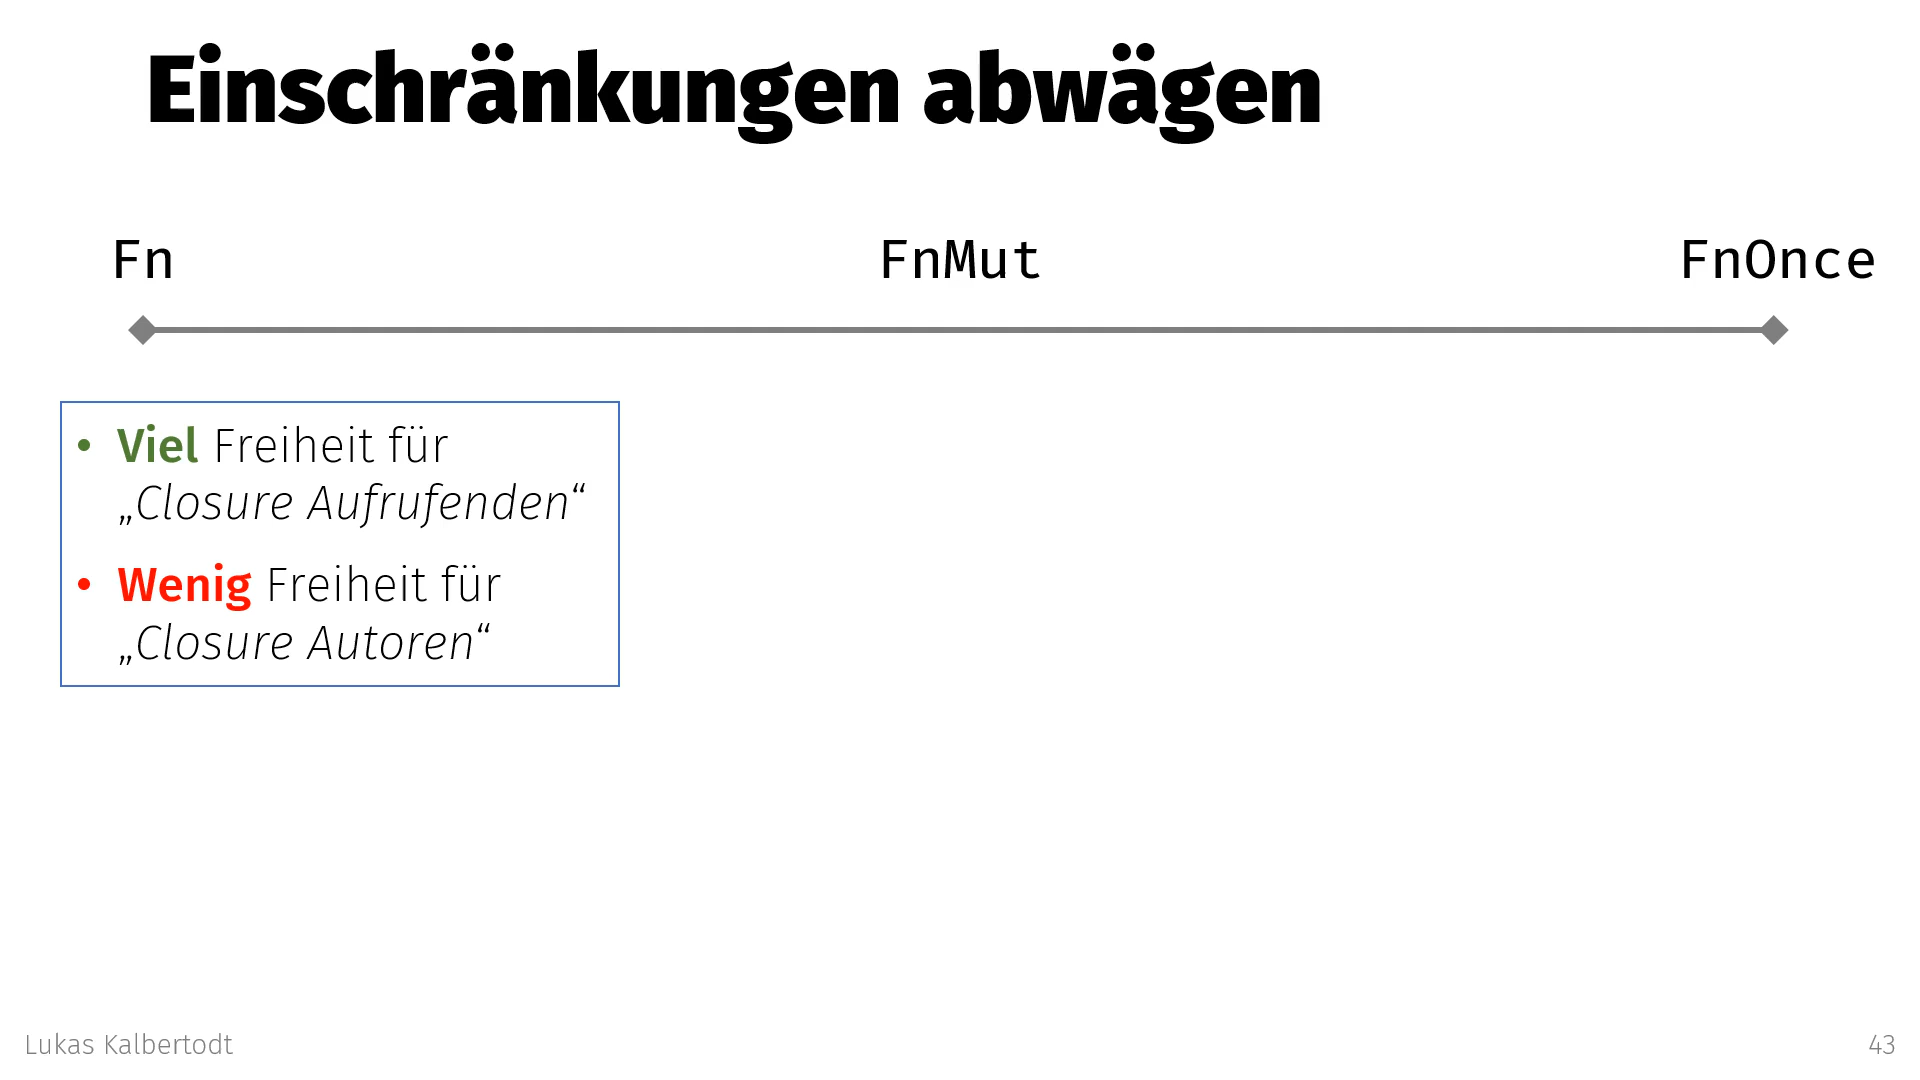 Einschränkungen abwägen
Fn FnMut FnOnce
• Viel Freiheit für
„Closure Aufrufenden“
• Wenig Freiheit für
„Closure Autoren“
Lukas Kalbertodt 43